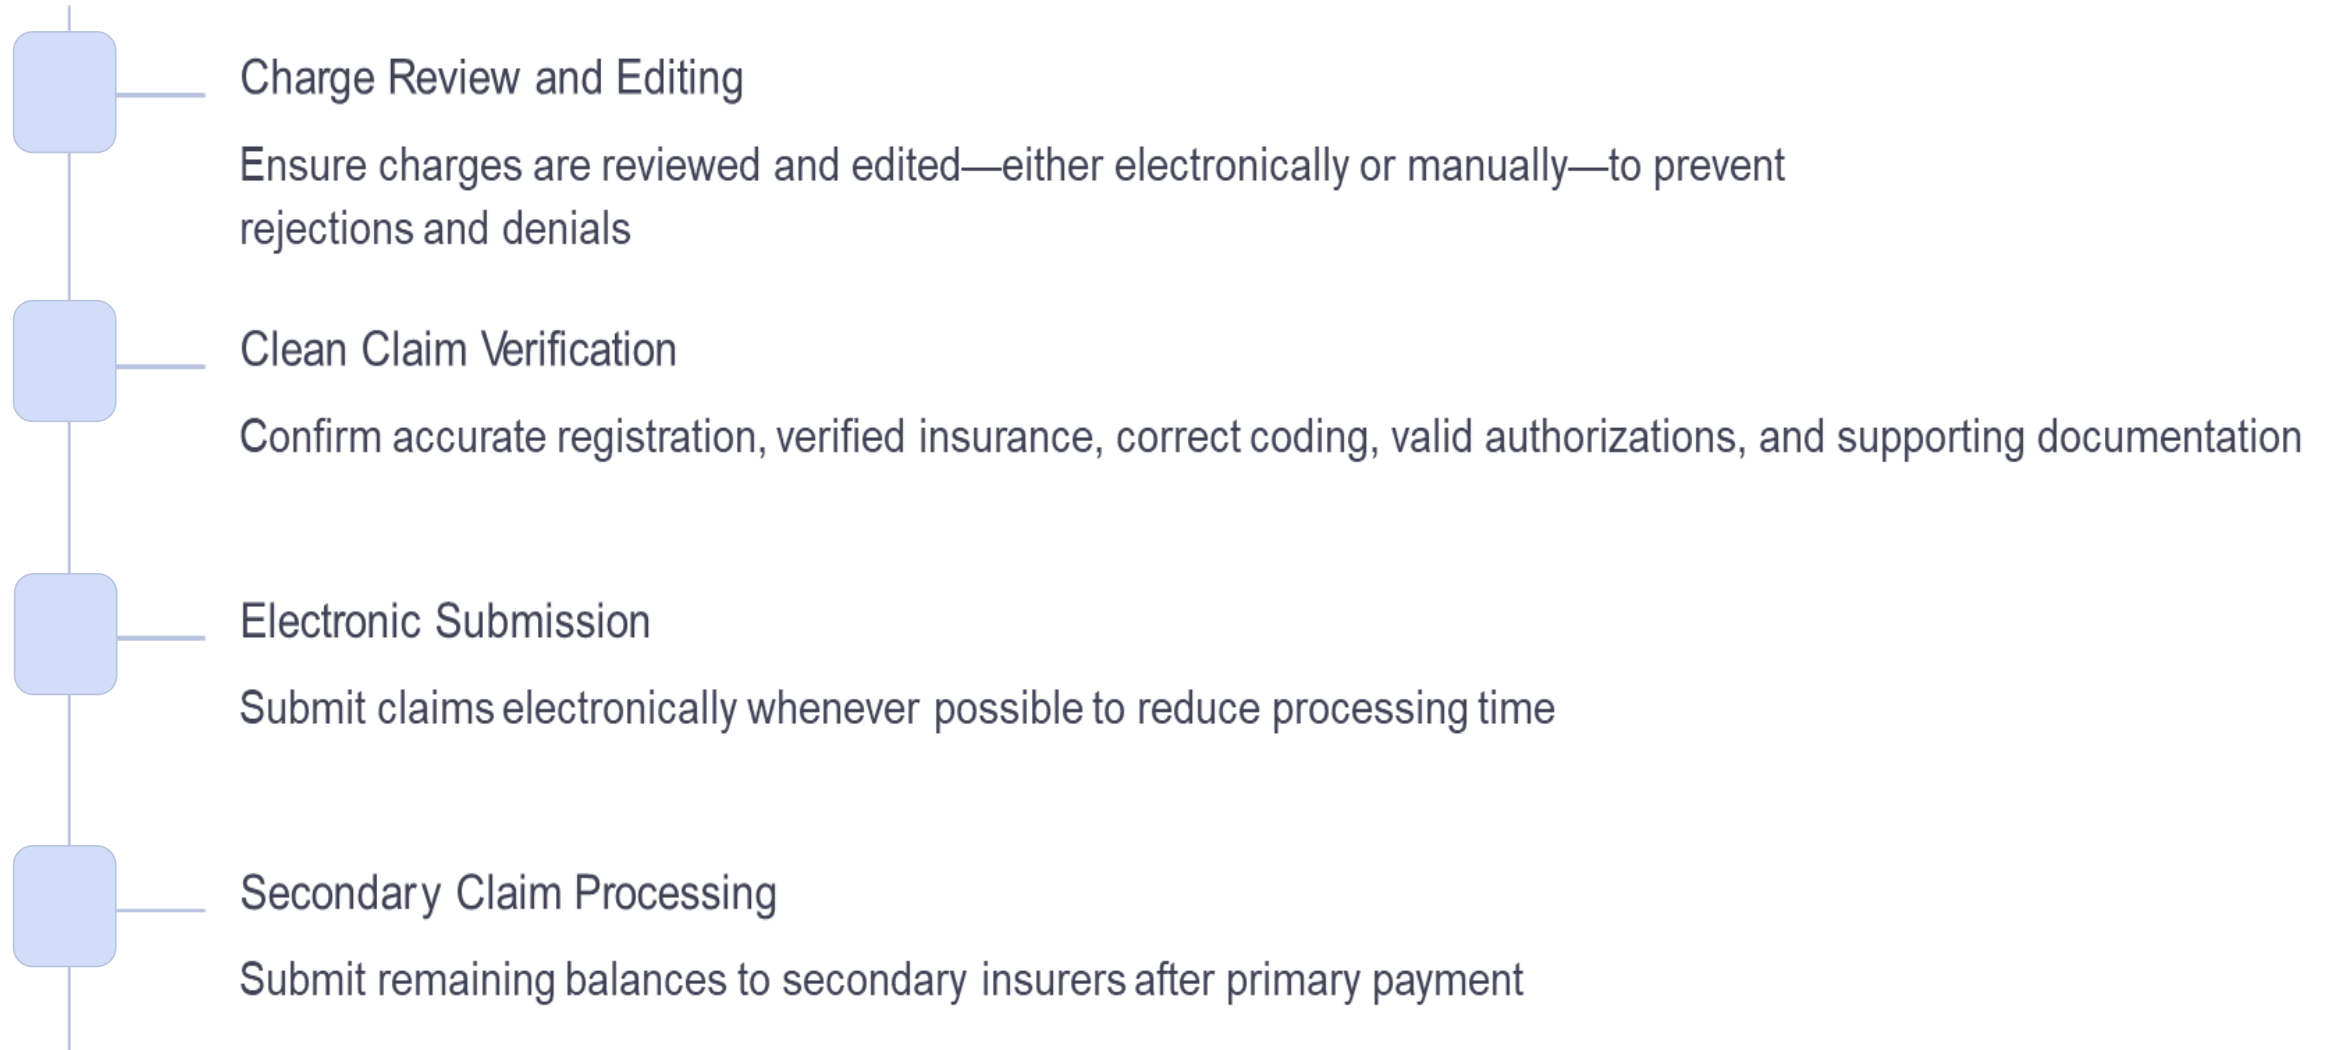 Charge Review and Editing
Ensure charges are reviewed and edited—either electronically or manually—to prevent
rejections and denials
Clean Claim Verification
Confirm accurate registration, verified insurance, correct coding, valid authorizations, and supporting documentation
Electronic Submission
Submit claims electronically whenever possible to reduce processing time
Secondary Claim Processing
Submit remaining balances to secondary insurers after primary payment